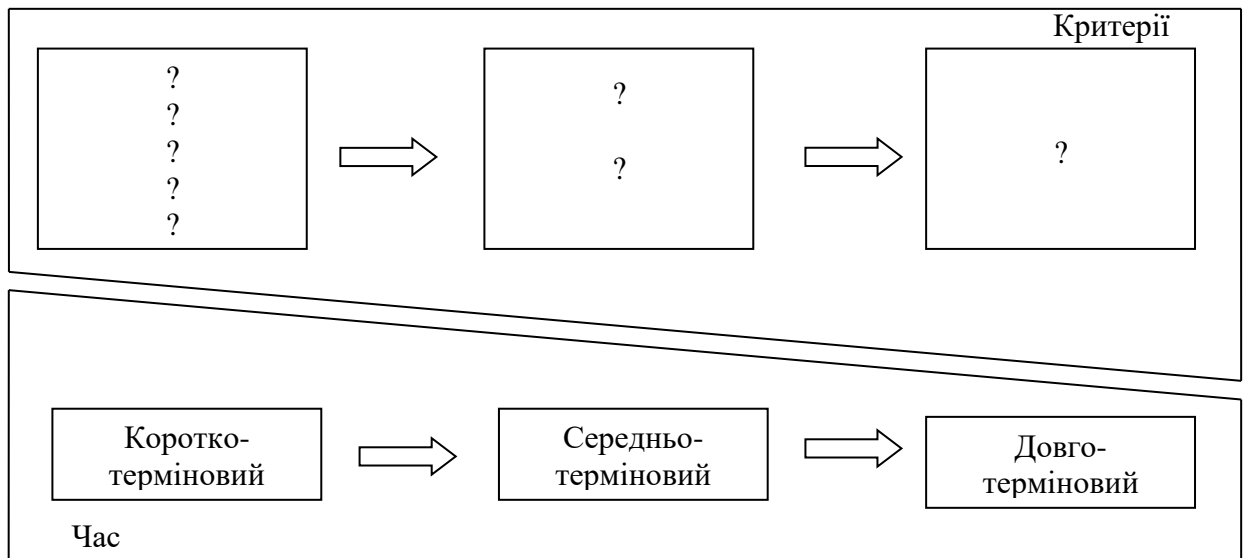 Критерії
?
?
?
?
?
?
?
?
Коротко-
терміновий
Середньо-
терміновий
Довго-
терміновий
Час